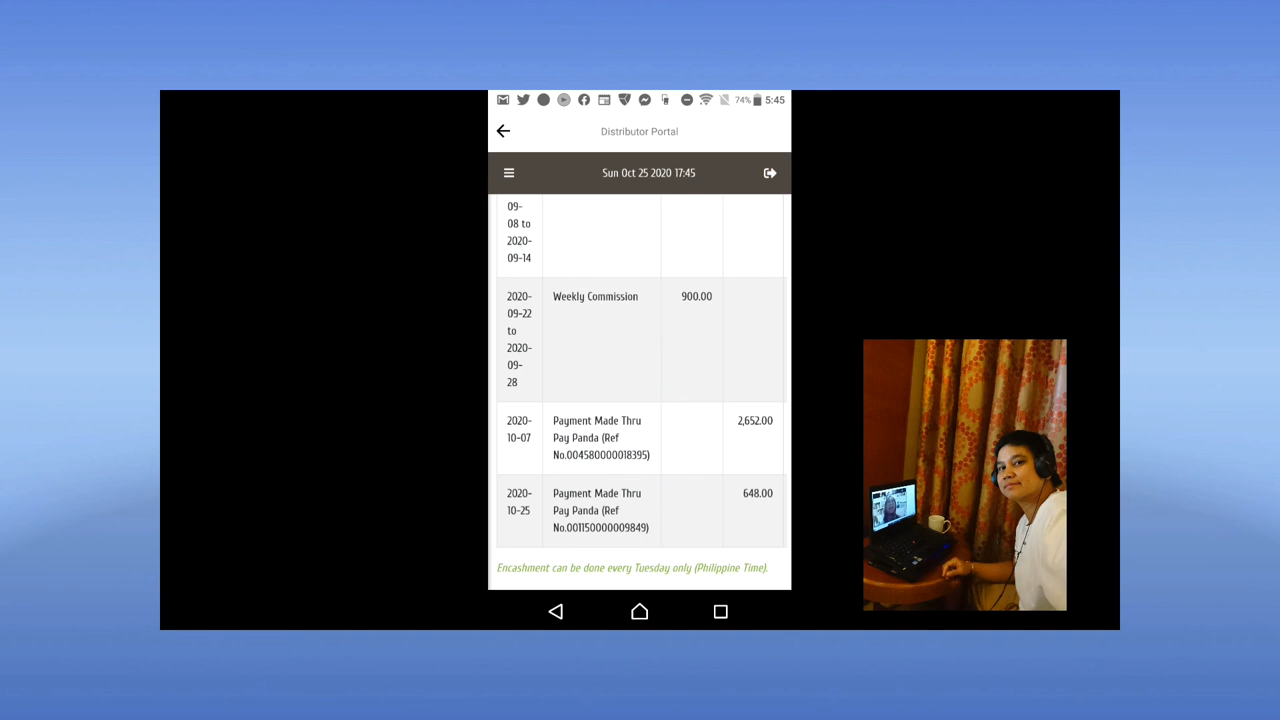 74% 5:45
Distributor Portal
Sun Oct 25 2020 17:45
09-
08 to
2020-
09-14
2020-
09-22
to
2020-
09-
28
Weekly Commission
900.00
2020-
10-07
Payment Made Thru
Pay Panda (Ref
No.004580000018395)
2,652.00
2020-
10-25
Payment Made Thru
Pay Panda (Ref
No.001150000009849)
648.00
Encashment can be done every Tuesday only (Philippine Time).